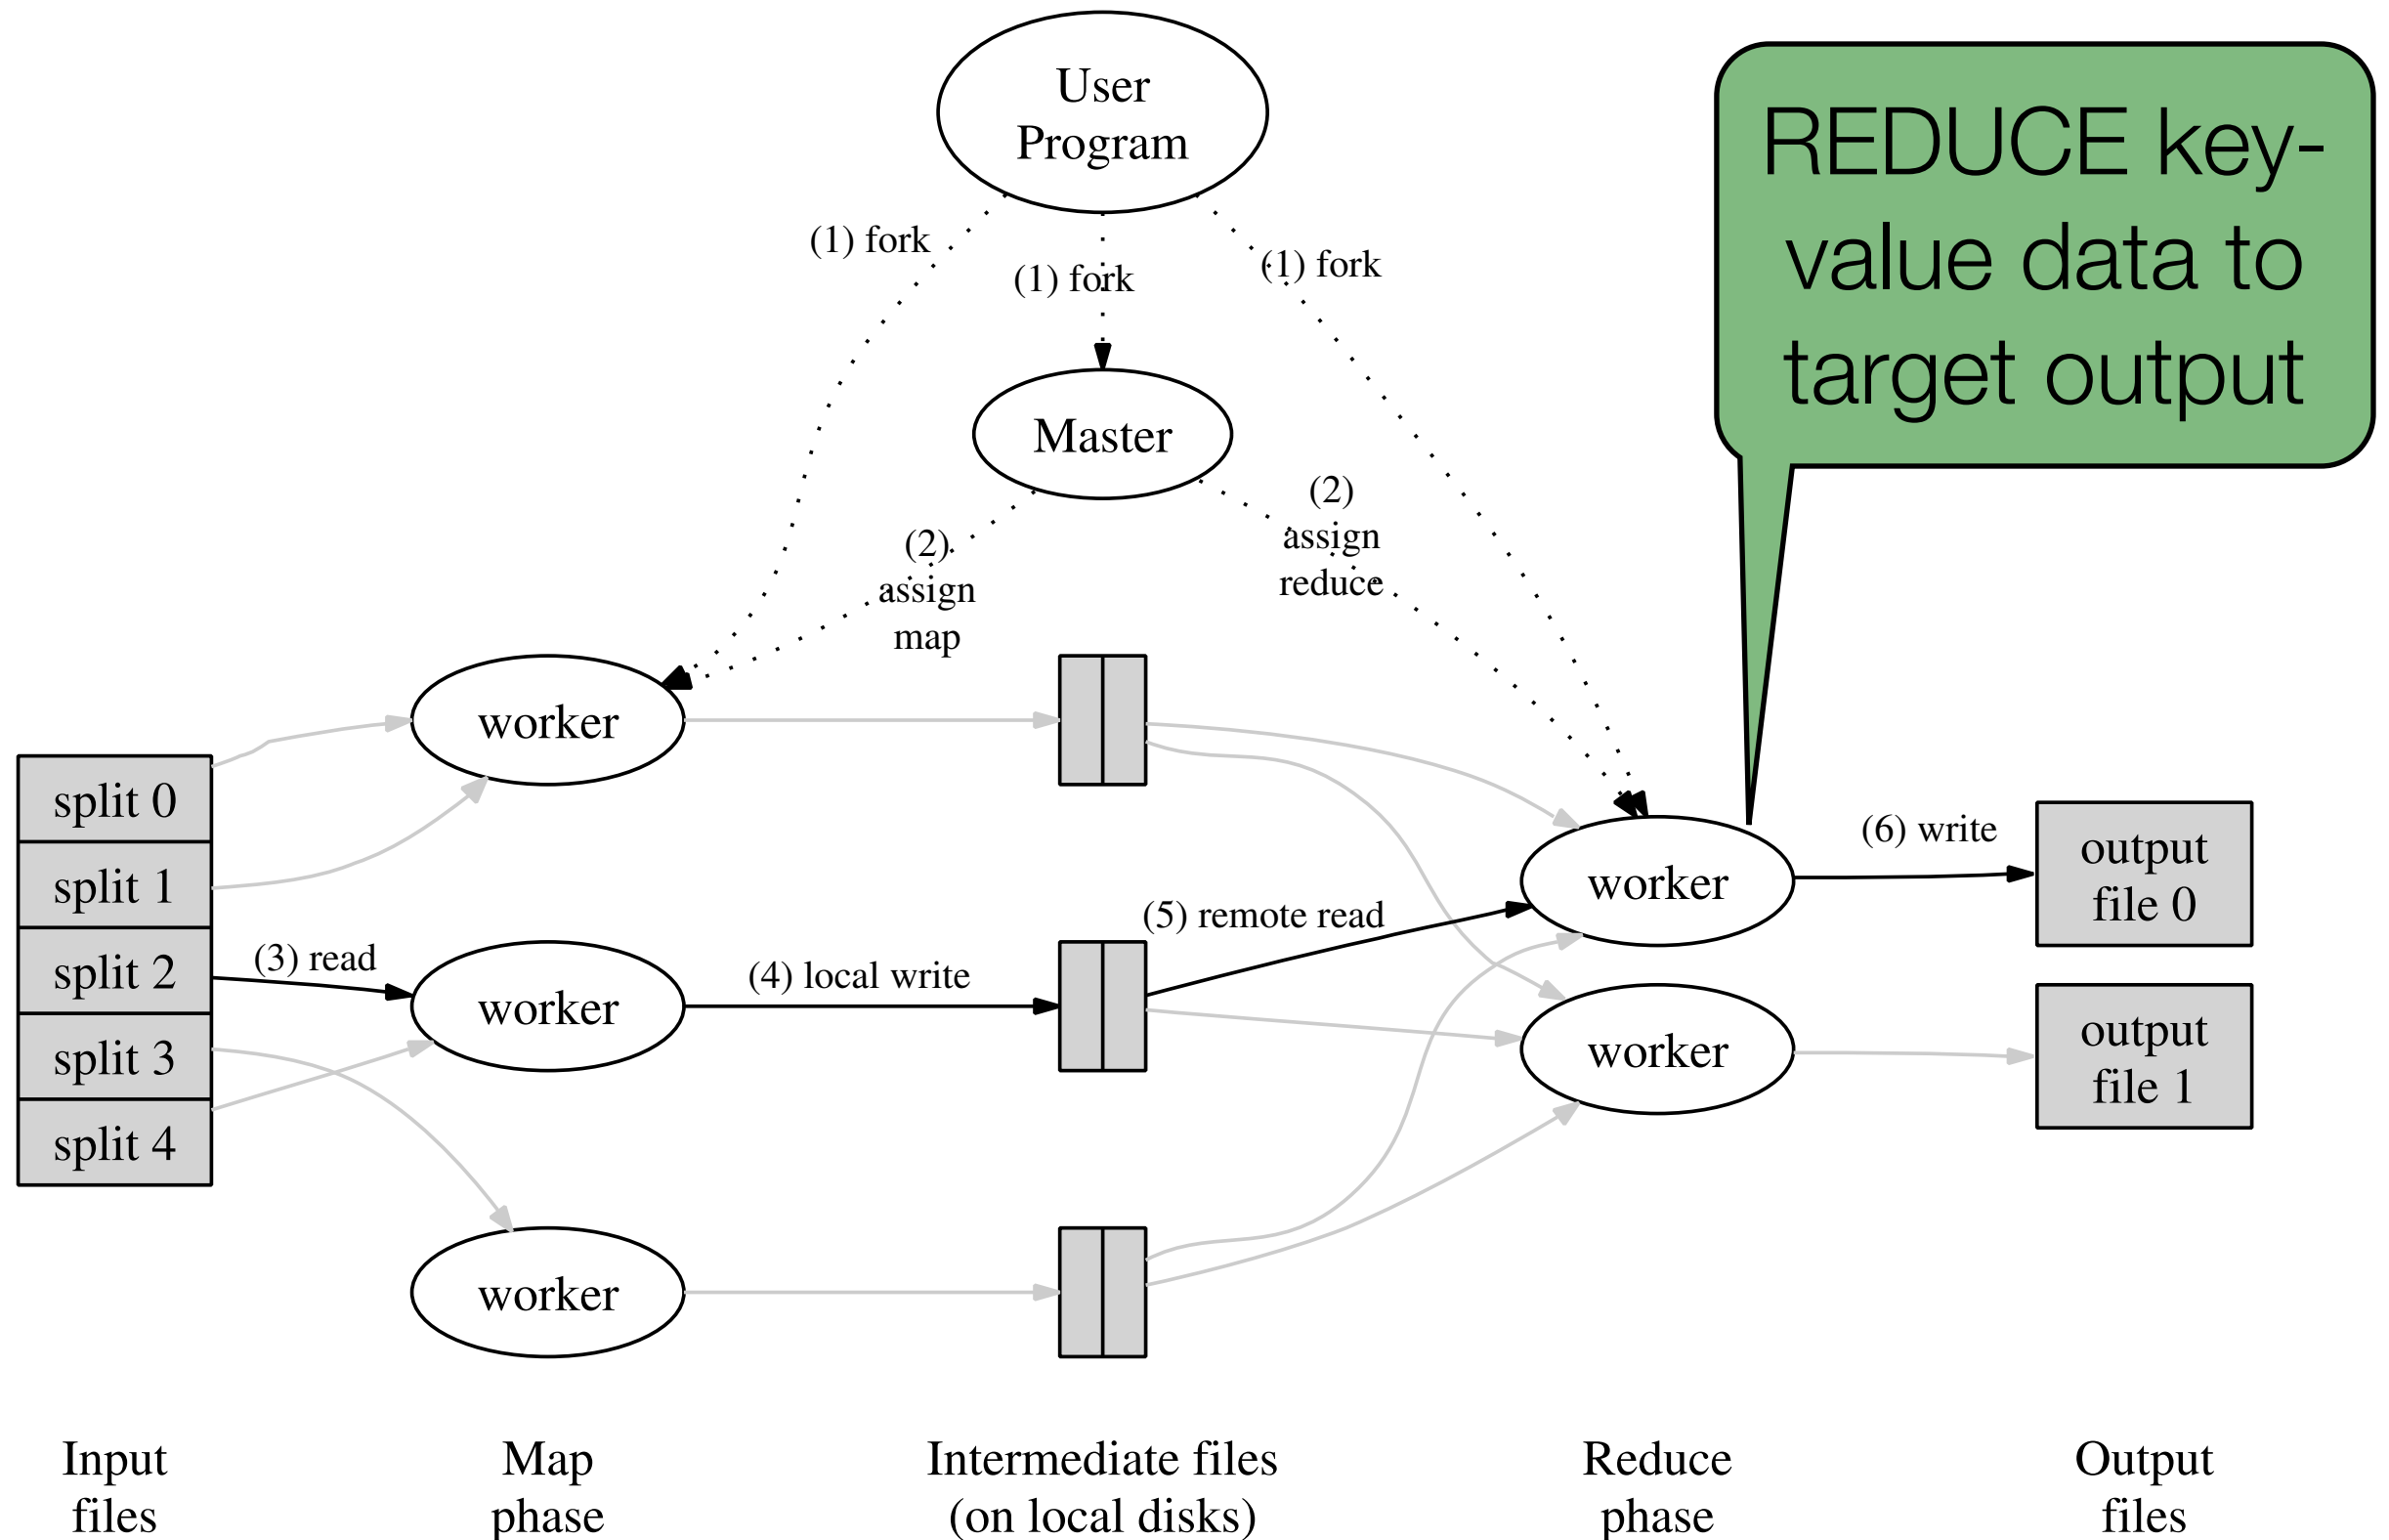 User
Program
REDUCE key-
value data to
target output
(1) fork
(1) fork
(1) fork
Master
(2)
assign
map
(2)
assign
reduce
worker
split 0
split 1
split 2
split 3
split 4
(3) read
worker
(4) local write
(5) remote read
worker
(6) write
output
file 0
worker
output
file 1
worker
Input
files
Map
phase
Intermediate files
(on local disks)
Reduce
phase
Output
files